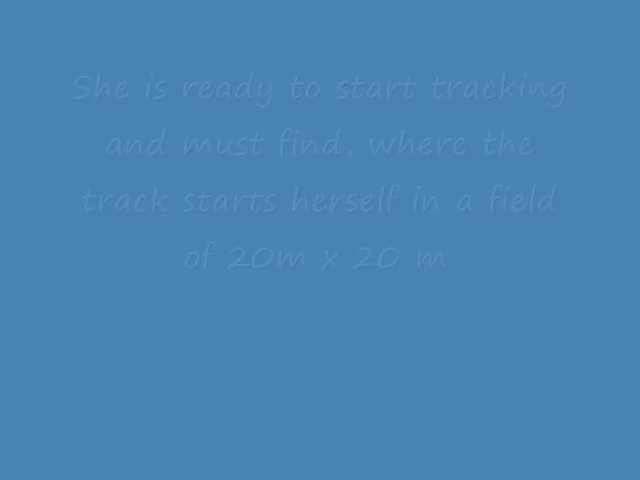 She is ready to start tracking
and must find, where the
track starts herself in a field
of 20m x 20 m